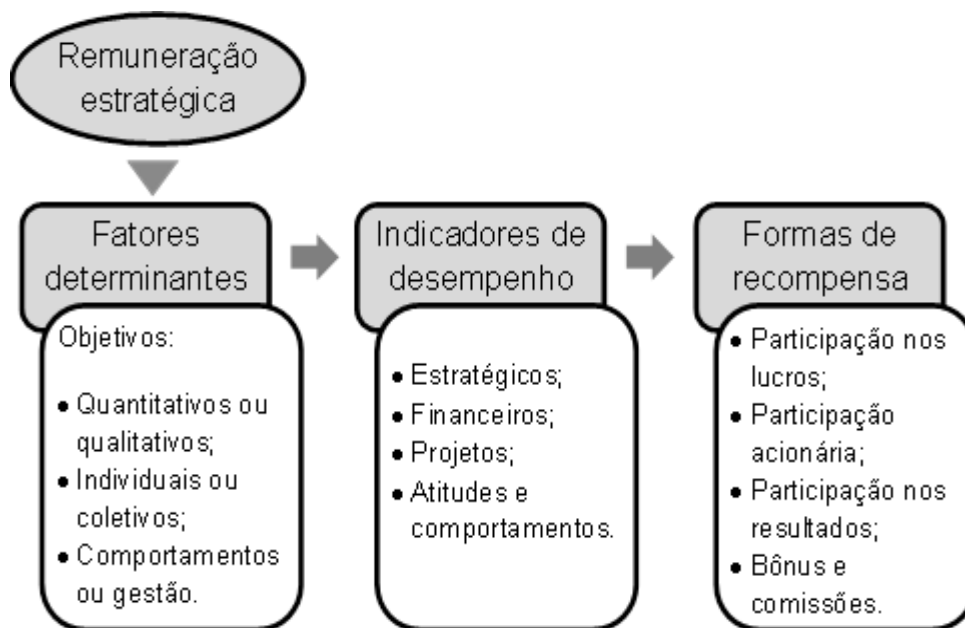 Remuneração
estratégica
Fatores
determinantes
Objetivos:
• Quantitativos ou
qualitativos;
• Individuais ou
coletivos;
• Comportamentos
ou gestão.
Indicadores de
desempenho
• Estratégicos;
• Financeiros;
• Projetos;
• Atitudes e
comportamentos.
Formas de
recompensa
• Participação nos
lucros;
• Participação
acionária;
• Participação nos
resultados;
• Bônus e
comissões.